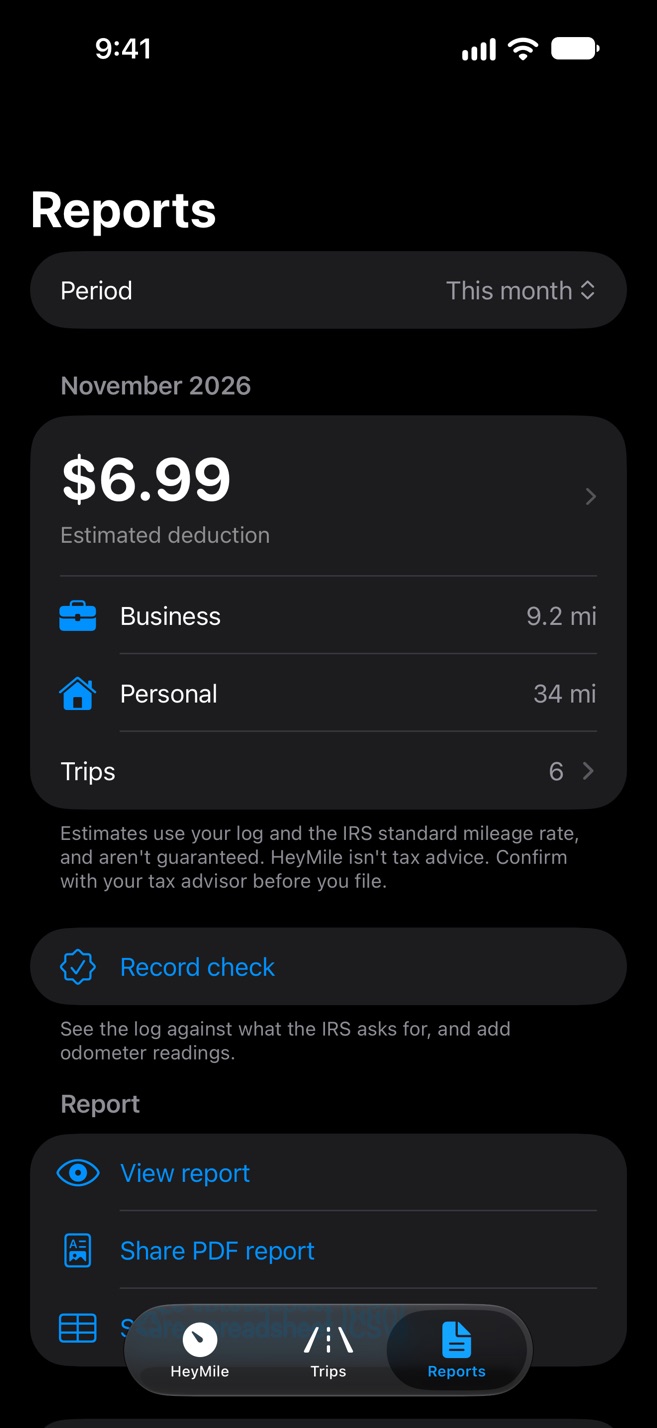 9:41
Reports
Period
This month
November 2026
$6.99
Estimated deduction
Business
9.2 mi
Personal
34 mi
Trips
6
Estimates use your log and the IRS standard mileage rate,
and aren't guaranteed. HeyMile isn't tax advice. Confirm
with your tax advisor before you file.
Record check
See the log against what the IRS asks for, and add
odometer readings.
Report
View report
Share PDF report
HeyMile
Trips
Reports